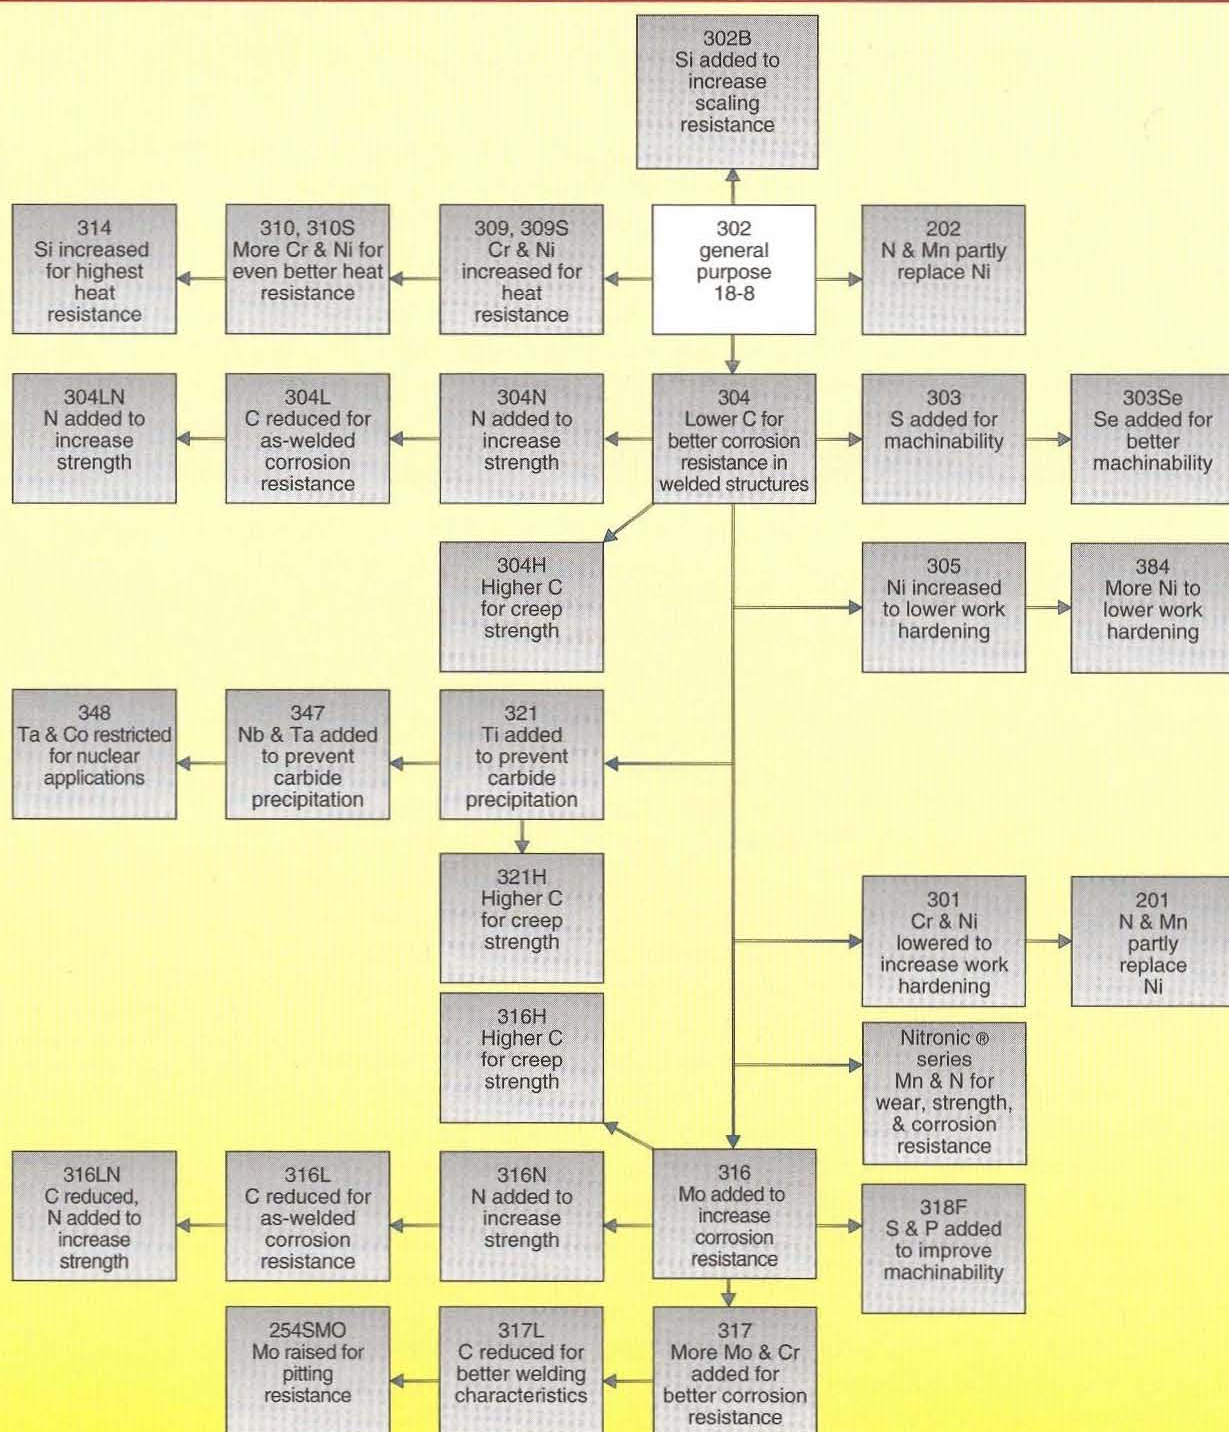 302B
Si added to
increase
scaling
resistance
314
Si increased
for highest
heat
resistance
310, 310S
More Cr & Ni for
even better heat
resistance
309, 309S
Cr & Ni
increased for
heat
resistance
302
general
purpose
18-8
202
N & Mn partly
replace Ni
304LN
N added to
increase
strength
304L
C reduced for
as-welded
corrosion
resistance
304N
N added to
increase
strength
304
Lower C for
better corrosion
resistance in
welded structures
303
S added for
machinability
303Se
Se added for
better
machinability
304H
Higher C
for creep
strength
305
Ni increased
to lower work
hardening
384
More Ni to
lower work
hardening
348
Ta & Co restricted
for nuclear
applications
347
Nb & Ta added
to prevent
carbide
precipitation
321
Ti added
to prevent
carbide
precipitation
321H
Higher C
for creep
strength
301
Cr & Ni
lowered to
increase work
hardening
201
N & Mn
partly
replace
Ni
316H
Higher C
for creep
strength
Nitronic ®
series
Mn & N for
wear, strength,
& corrosion
resistance
316LN
C reduced,
N added to
increase
strength
316L
C reduced for
as-welded
corrosion
resistance
316N
N added to
increase
strength
316
Mo added to
increase
corrosion
resistance
318F
S & P added
to improve
machinability
254SMO
Mo raised for
pitting
resistance
317L
C reduced for
better welding
characteristics
317
More Mo & Cr
added for
better corrosion
resistance